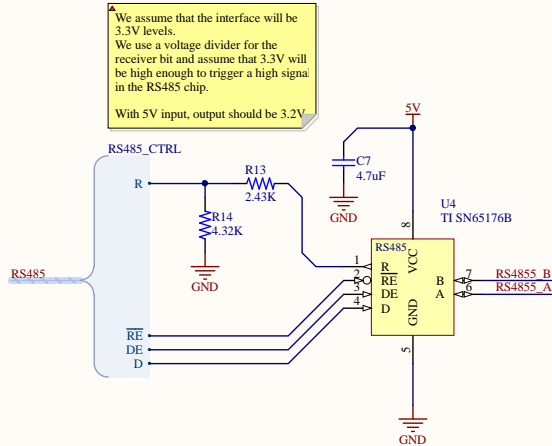 We assume that the interface will be
3.3V levels.
We use a voltage divider for the
receiver bit and assume that 3.3V will
be high enough to trigger a high signal
in the RS485 chip.
With 5V input, output should be 3.2V
RS485_CTRL
R
R13
2.43K
R14
4.32K
GND
C7
4.7uF
GND
5V
U4
TI SN65176B
8
RS485
VCC
1
R
2
RE
3
DE
4
D
GND
5
B
7
RS4855_B
A
6
RS4855_A
RS485
RE
DE
D
GND